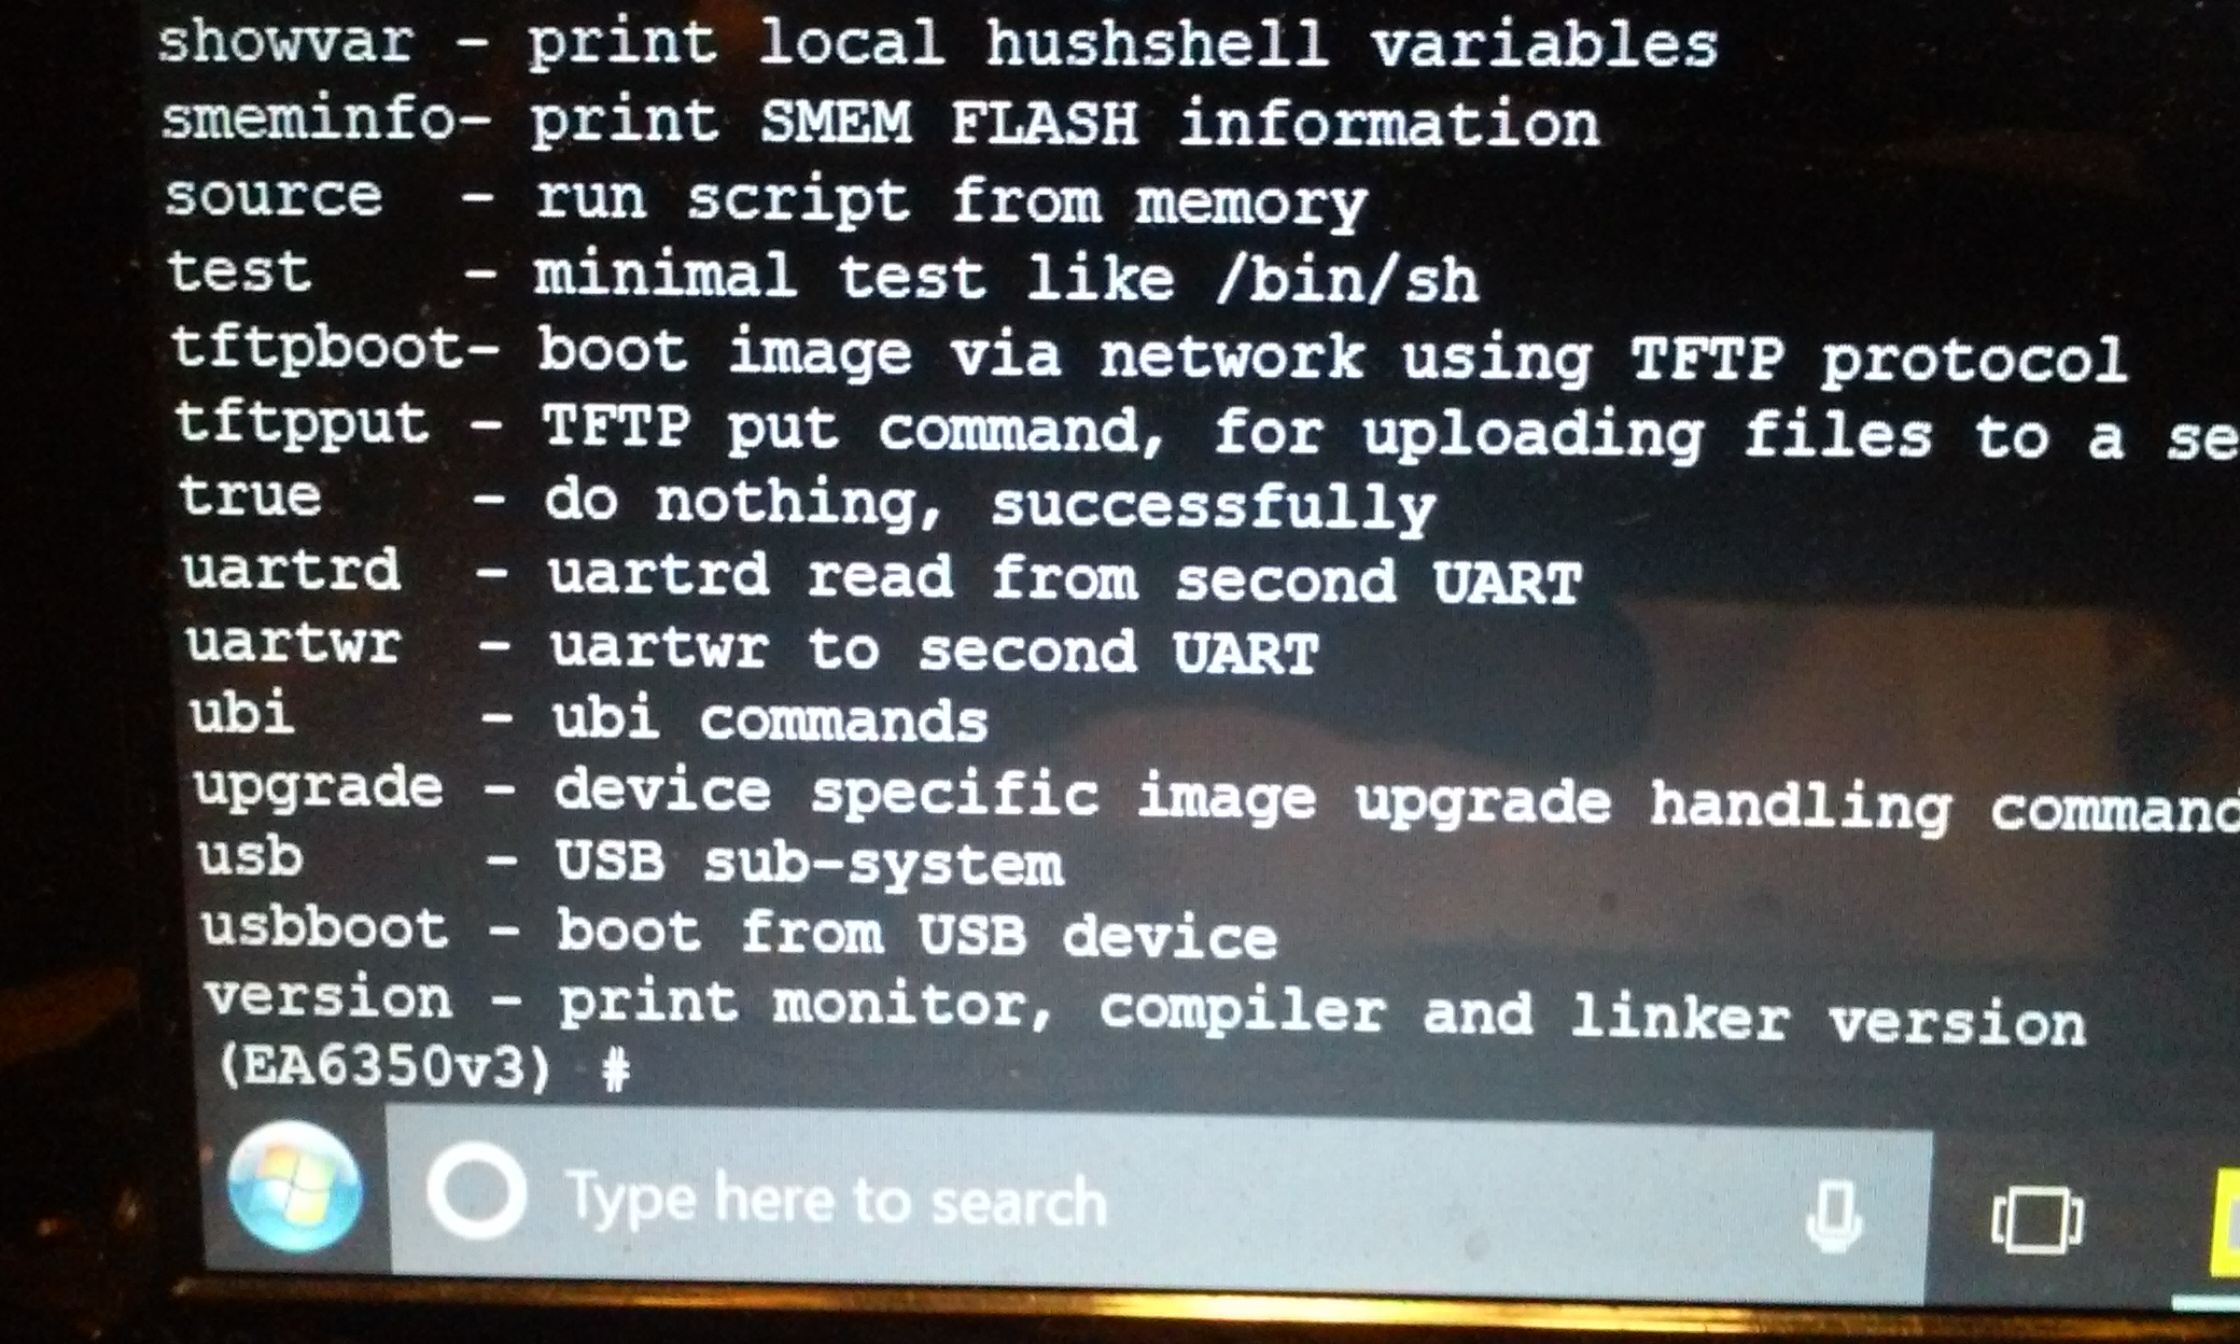 showvar - print local hushshell variables
smeminfo- print SMEM FLASH information
source  - run script from memory
test    - minimal test like /bin/sh
tftpboot- boot image via network using TFTP protocol
tftpput - TFTP put command, for uploading files to a se
true    - do nothing, successfully
uartrd  - uartrd read from second UART
uartwr  - uartwr to second UART
ubi     - ubi commands
upgrade - device specific image upgrade handling command
usb     - USB sub-system
usbboot - boot from USB device
version - print monitor, compiler and linker version
(EA6350v3) #
Type here to search